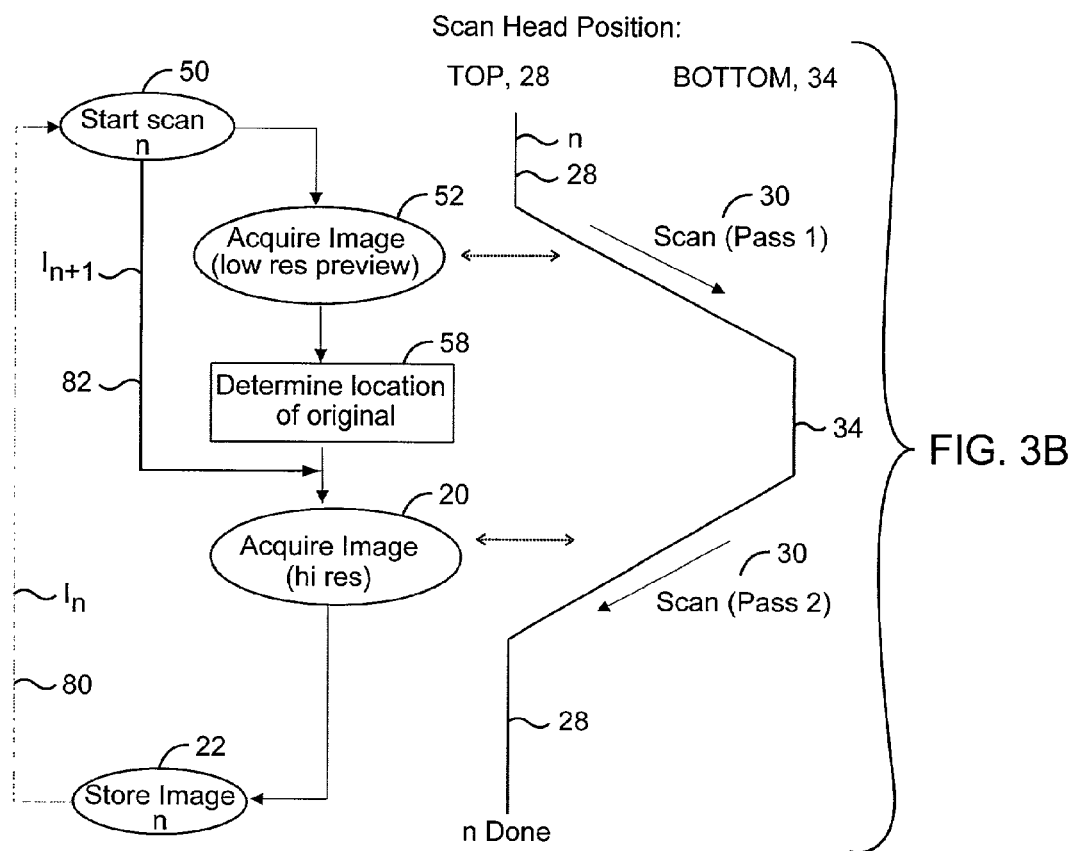 Scan Head Position:
TOP, 28
BOTTOM, 34
50
Start scan
n
n
28
52
30
Acquire Image
(low res preview)
Scan (Pass 1)
In+1
58
82
Determine location
of original
34
FIG. 3B
20
Acquire Image
(hi res)
30
Scan (Pass 2)
In
80
28
22
Store Image
n
n Done